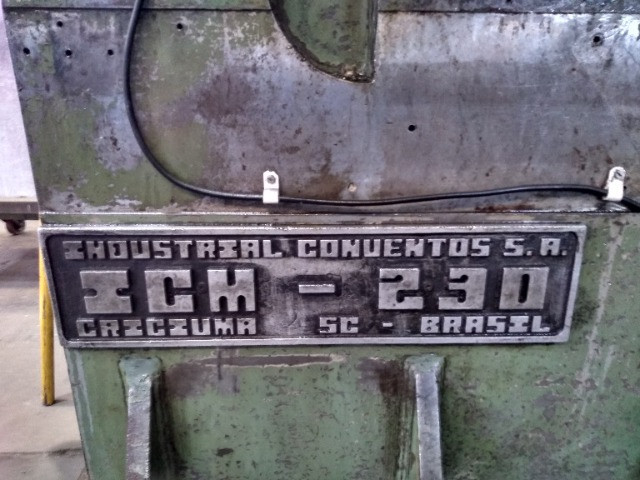 INDUSTRIAL CONVENTOS S.A.
ICM - 230
CRICIUMA SC - BRASIL